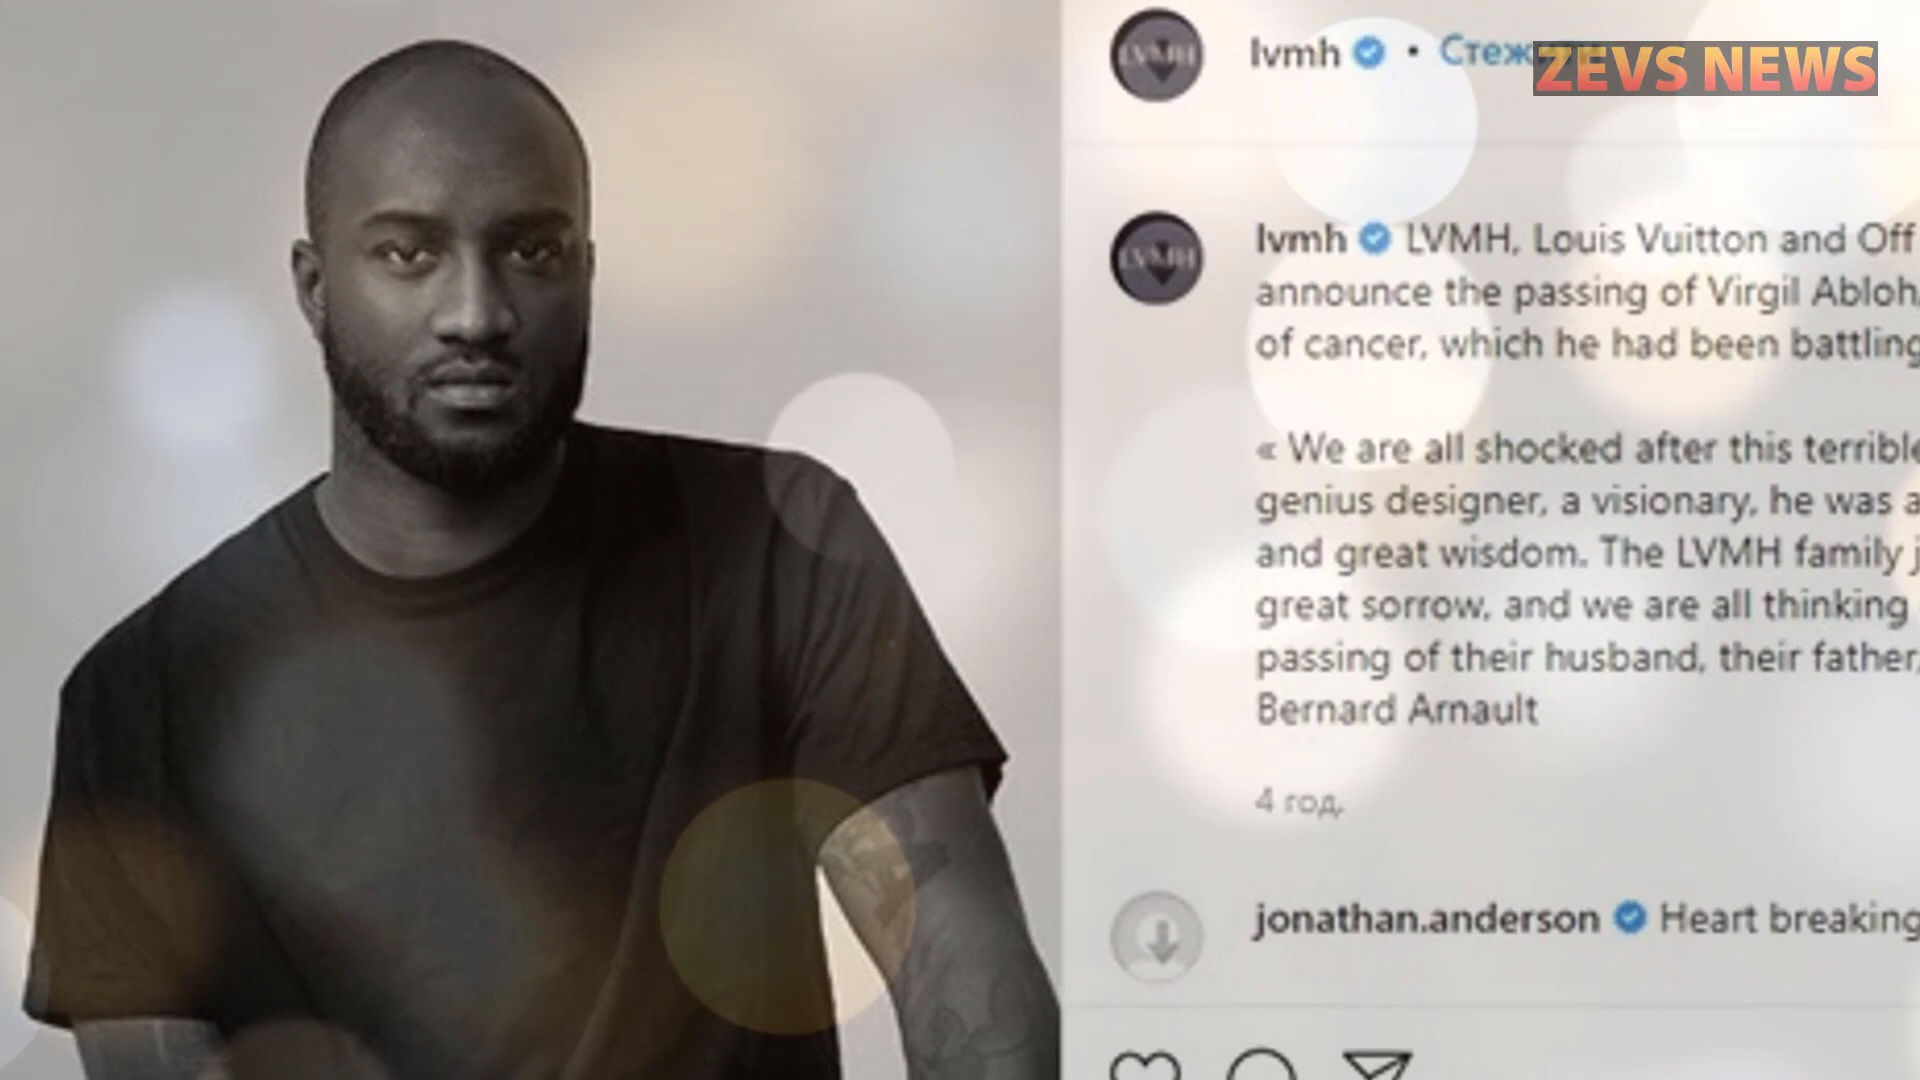 LVMH
lvmh • Стежити
ZEVS NEWS
LVMH
lvmh LVMH, Louis Vuitton and Off
announce the passing of Virgil Abloh,
of cancer, which he had been battling
« We are all shocked after this terrible
genius designer, a visionary, he was a
and great wisdom. The LVMH family j
great sorrow, and we are all thinking
passing of their husband, their father,
Bernard Arnault
4 год.
jonathan.anderson Heart breaking